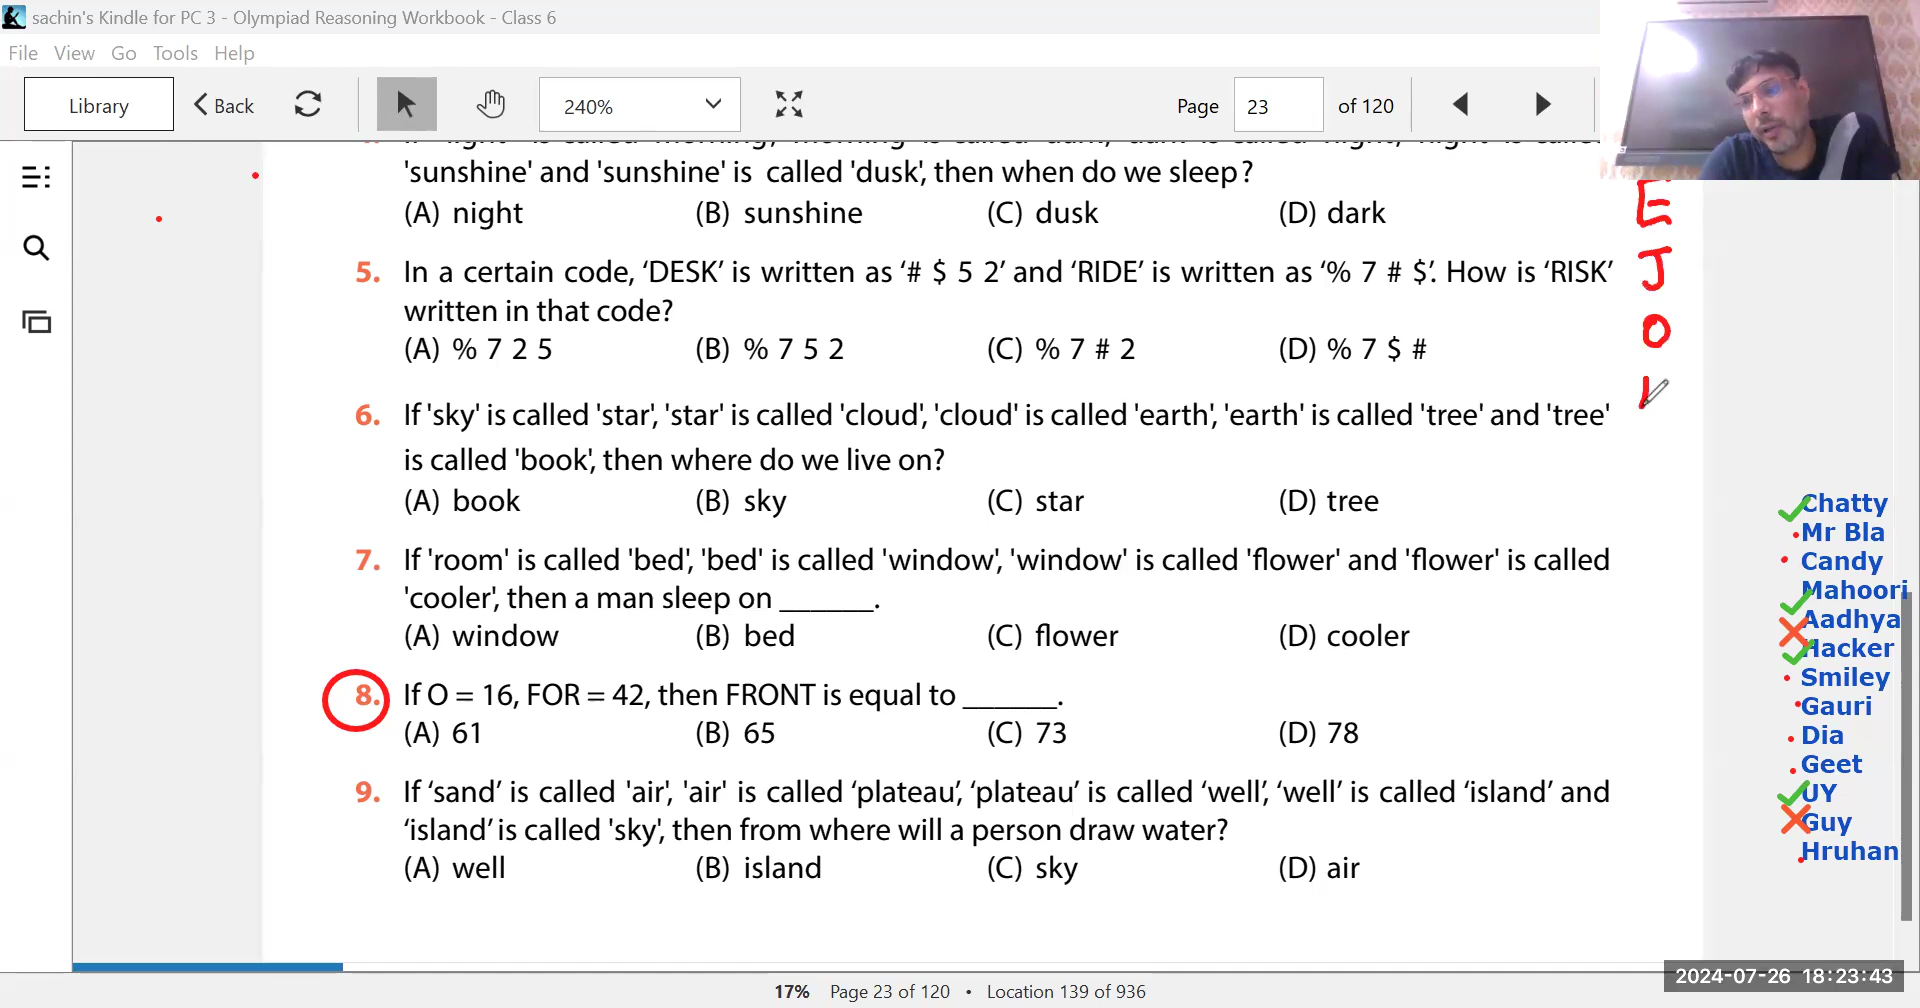 sachin's Kindle for PC 3 - Olympiad Reasoning Workbook - Class 6
File View Go Tools Help
Library Back 240% Page 23 of 120
'sunshine' and 'sunshine' is called 'dusk', then when do we sleep?
(A) night (B) sunshine (C) dusk (D) dark
5. In a certain code, ‘DESK’ is written as ‘# $ 5 2’ and ‘RIDE’ is written as ‘% 7 # $’. How is ‘RISK’
written in that code?
(A) % 7 2 5 (B) % 7 5 2 (C) % 7 # 2 (D) % 7 $ #
6. If 'sky' is called 'star', 'star' is called 'cloud', 'cloud' is called 'earth', 'earth' is called 'tree' and 'tree'
is called 'book', then where do we live on?
(A) book (B) sky (C) star (D) tree
7. If 'room' is called 'bed', 'bed' is called 'window', 'window' is called 'flower' and 'flower' is called
'cooler', then a man sleep on ______.
(A) window (B) bed (C) flower (D) cooler
8. If O = 16, FOR = 42, then FRONT is equal to ______.
(A) 61 (B) 65 (C) 73 (D) 78
9. If ‘sand’ is called 'air', 'air' is called ‘plateau’, ‘plateau’ is called ‘well’, ‘well’ is called ‘island’ and
‘island’ is called 'sky', then from where will a person draw water?
(A) well (B) island (C) sky (D) air
E
J
O
Chatty
Mr Bla
Candy
Mahoori
Aadhya
Hacker
Smiley
Gauri
Dia
Geet
UY
Guy
Hruhan
2024-07-26 18:23:43
17% Page 23 of 120 • Location 139 of 936